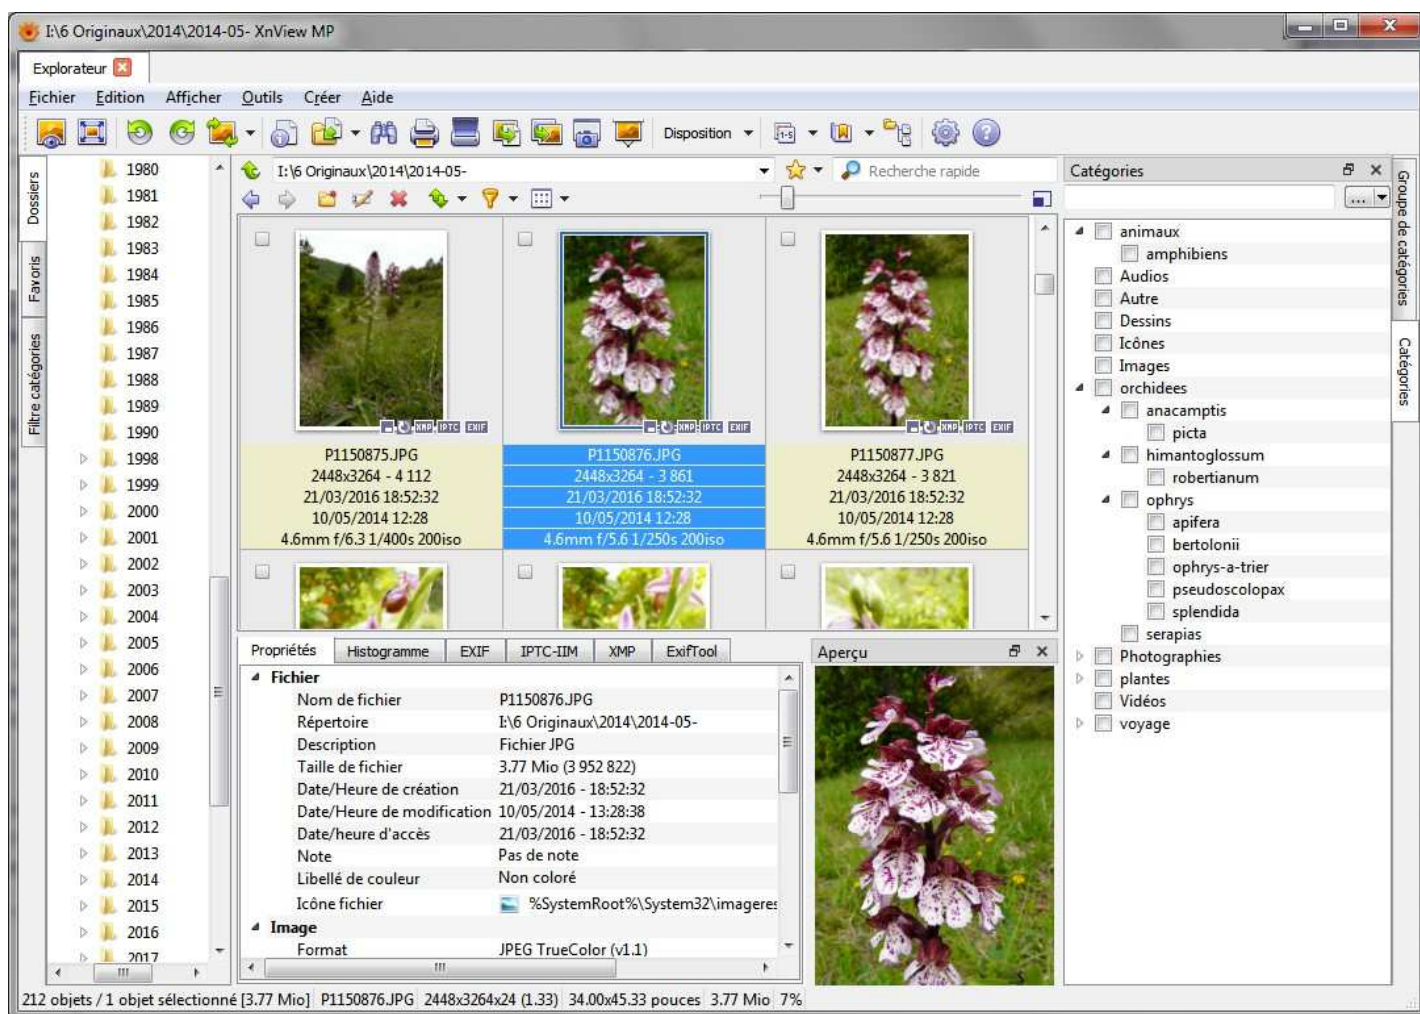 I:\6 Originaux\2014\2014-05- XnView MP
Explorateur
Fichier Edition Afficher Outils Créer Aide
Disposition
Dossiers
Favoris
Filtre catégories
1980
1981
1982
1983
1984
1985
1986
1987
1988
1989
1990
1998
1999
2000
2001
2002
2003
2004
2005
2006
2007
2008
2009
2010
2011
2012
2013
2014
2015
2016
2017
I:\6 Originaux\2014\2014-05-
Recherche rapide
XMP IPTC EXIF
P1150875.JPG
2448x3264 - 4 112
21/03/2016 18:52:32
10/05/2014 12:28
4.6mm f/6.3 1/400s 200iso
XMP IPTC EXIF
P1150876.JPG
2448x3264 - 3 861
21/03/2016 18:52:32
10/05/2014 12:28
4.6mm f/5.6 1/250s 200iso
XMP IPTC EXIF
P1150877.JPG
2448x3264 - 3 821
21/03/2016 18:52:32
10/05/2014 12:28
4.6mm f/5.6 1/250s 200iso
Propriétés Histogramme EXIF IPTC-IIM XMP ExifTool
Fichier
Nom de fichier P1150876.JPG
Répertoire I:\6 Originaux\2014\2014-05-
Description Fichier JPG
Taille de fichier 3.77 Mio (3 952 822)
Date/Heure de création 21/03/2016 - 18:52:32
Date/Heure de modification 10/05/2014 - 13:28:38
Date/heure d'accès 21/03/2016 - 18:52:32
Note Pas de note
Libellé de couleur Non coloré
Icône fichier %SystemRoot%\System32\imageres
Image
Format JPEG TrueColor (v1.1)
Aperçu
Catégories
...
animaux
amphibiens
Audios
Autre
Dessins
Icônes
Images
orchidees
anacamptis
picta
himantoglossum
robertianum
ophrys
apifera
bertolonii
ophrys-a-trier
pseudoscolopax
splendida
serapias
Photographies
plantes
Vidéos
voyage
Groupe de catégories
Catégories
212 objets / 1 objet sélectionné [3.77 Mio] P1150876.JPG 2448x3264x24 (1.33) 34.00x45.33 pouces 3.77 Mio 7%